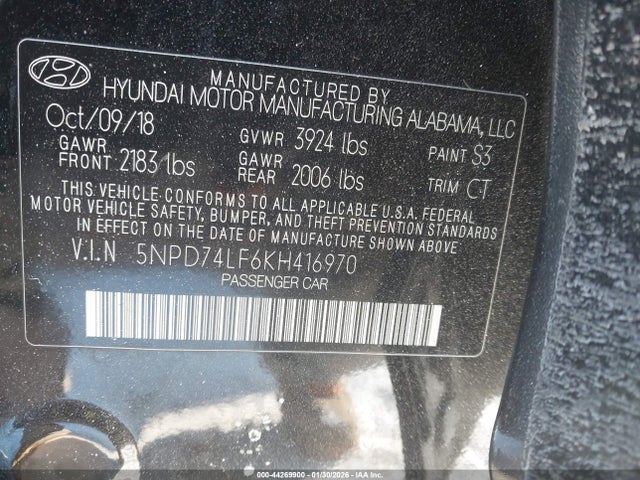 MANUFACTURED BY
HYUNDAI MOTOR MANUFACTURING ALABAMA, LLC
Oct/09/18 GVWR 3924 lbs PAINT S3
GAWR FRONT 2183 lbs GAWR REAR 2006 lbs TRIM CT
THIS VEHICLE CONFORMS TO ALL APPLICABLE U.S.A. FEDERAL
MOTOR VEHICLE SAFETY, BUMPER, AND THEFT PREVENTION STANDARDS
IN EFFECT ON THE DATE OF MANUFACTURE SHOWN ABOVE.
V.I.N 5NPD74LF6KH416970
PASSENGER CAR
000-44269900 - 01/30/2026 - IAAI.COM